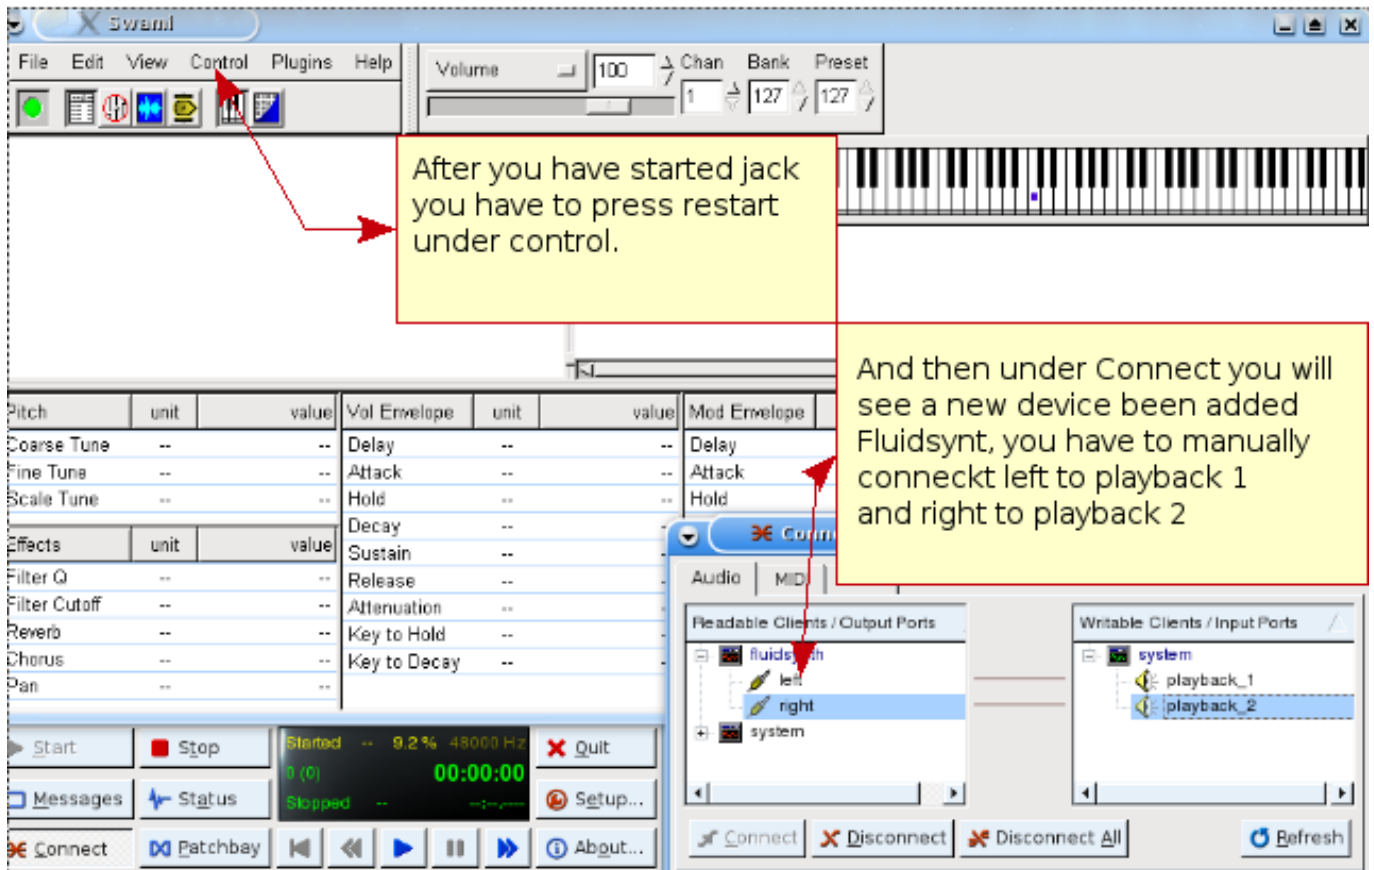 Swami
File Edit View Control Plugins Help
Volume 100 Chan Bank Preset
1 127 127
After you have started jack
you have to press restart
under control.
And then under Connect you will
see a new device been added
Fluidsynt, you have to manually
conneckt left to playback 1
and right to playback 2
Pitch unit value Vol Envelope unit value Mod Envelope
Coarse Tune -- -- Delay -- -- Delay
Fine Tune -- -- Attack -- -- Attack
Scale Tune -- -- Hold -- -- Hold
Decay --
Effects unit value Sustain --
Filter Q -- -- Release --
Filter Cutoff -- -- Attenuation --
Reverb -- -- Key to Hold --
Chorus -- -- Key to Decay --
Pan -- --
Audio MIDI
Readable Clients / Output Ports Writable Clients / Input Ports
fluidsynth system
left playback_1
right playback_2
system
Start Stop Started -- 9.2 % 48000 Hz Quit
0 (0) 00:00:00
Messages Status Stopped -- --:--.---- Setup...
Connect Patchbay About...
Connect Disconnect Disconnect All Refresh